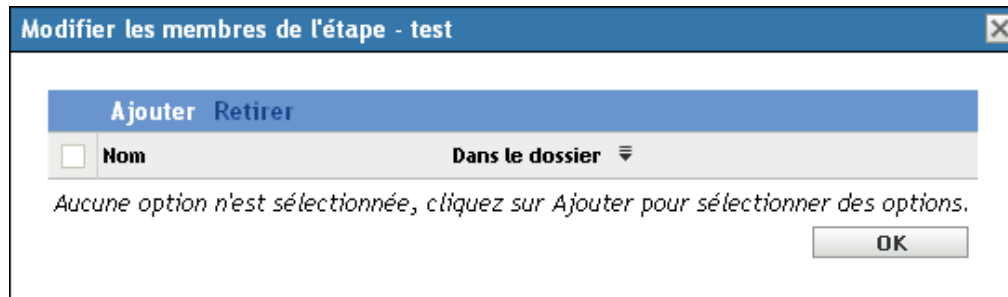 Modifier les membres de l'étape - test
Ajouter Retirer
Nom Dans le dossier
Aucune option n'est sélectionnée, cliquez sur Ajouter pour sélectionner des options.
OK